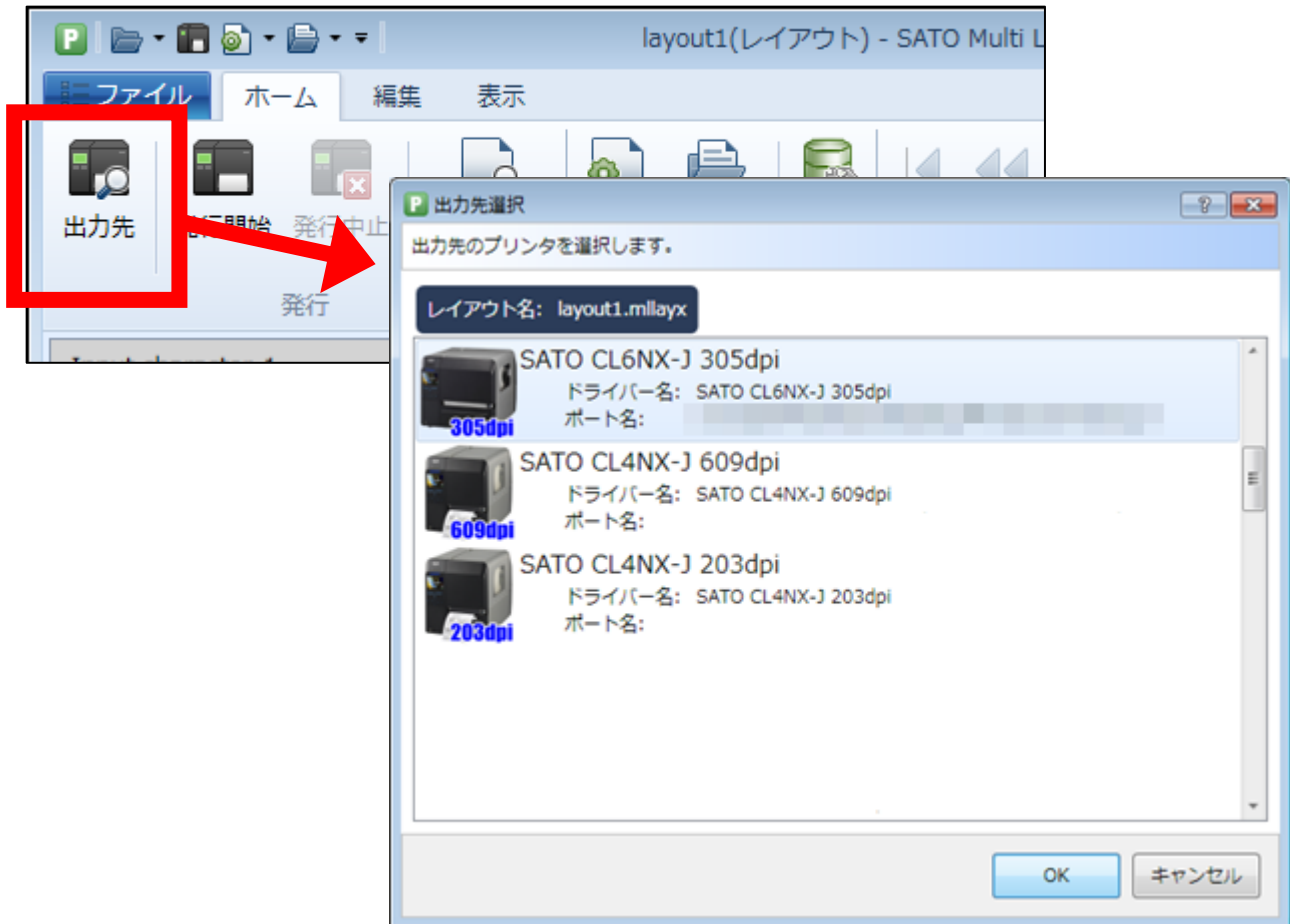 layout1(レイアウト) - SATO Multi L
ファイル ホーム 編集 表示
出力先 発行開始 発行中止
発行
出力先選択
出力先のプリンタを選択します。
レイアウト名: layout1.mllayx
SATO CL6NX-J 305dpi
ドライバー名: SATO CL6NX-J 305dpi
ポート名:
305dpi
SATO CL4NX-J 609dpi
ドライバー名: SATO CL4NX-J 609dpi
ポート名:
609dpi
SATO CL4NX-J 203dpi
ドライバー名: SATO CL4NX-J 203dpi
ポート名:
203dpi
OK キャンセル